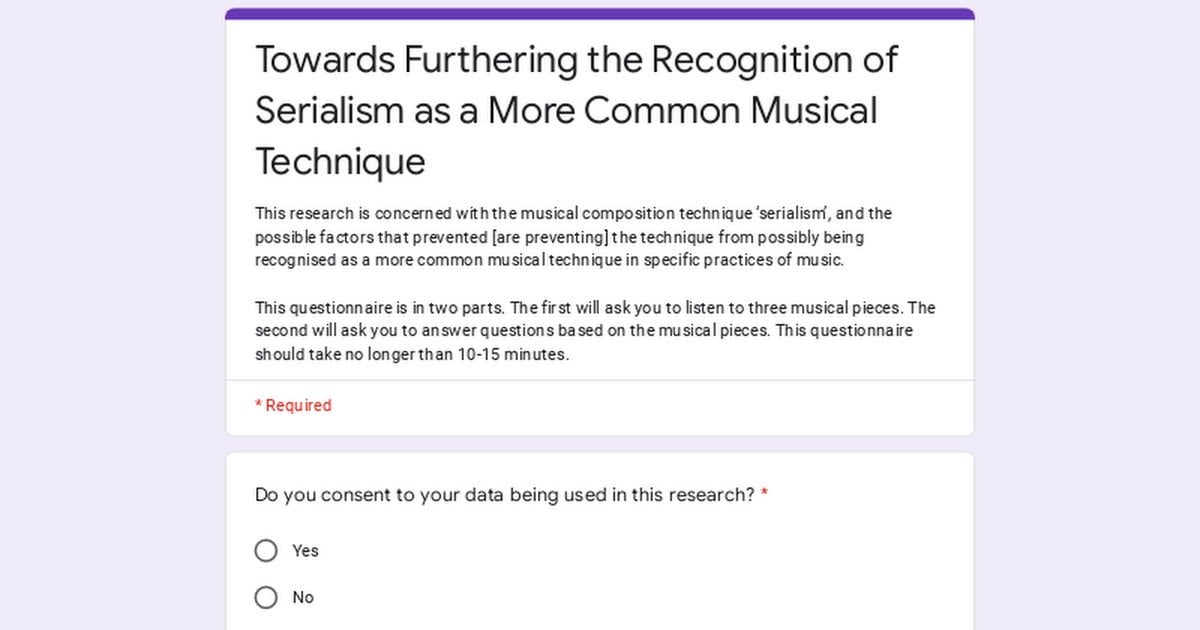 Towards Furthering the Recognition of
Serialism as a More Common Musical
Technique
This research is concerned with the musical composition technique ‘serialism’, and the
possible factors that prevented [are preventing] the technique from possibly being
recognised as a more common musical technique in specific practices of music.
This questionnaire is in two parts. The first will ask you to listen to three musical pieces. The
second will ask you to answer questions based on the musical pieces. This questionnaire
should take no longer than 10-15 minutes.
* Required
Do you consent to your data being used in this research? *
Yes
No